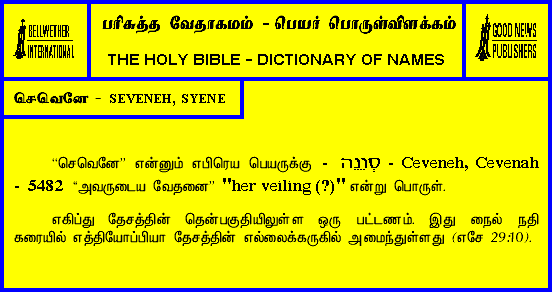 BELLWETHER
INTERNATIONAL
பரிசுத்த வேதாகமம் - பெயர் பொருள்விளக்கம்
THE HOLY BIBLE - DICTIONARY OF NAMES
GOOD NEWS
PUBLISHERS
செவெனே - SEVENEH, SYENE
“செவெனே” என்னும் எபிரெய பெயருக்கு - סְוֵנֵה - Ceveneh, Cevenah
- 5482 “அவருடைய வேதனை” "her veiling (?)" என்று பொருள்.
எகிப்து தேசத்தின் தென்பகுதியிலுள்ள ஒரு பட்டணம். இது நைல் நதி
கரையில் எத்தியோப்பியா தேசத்தின் எல்லைக்கருகில் அமைந்துள்ளது (எசே 29:10).